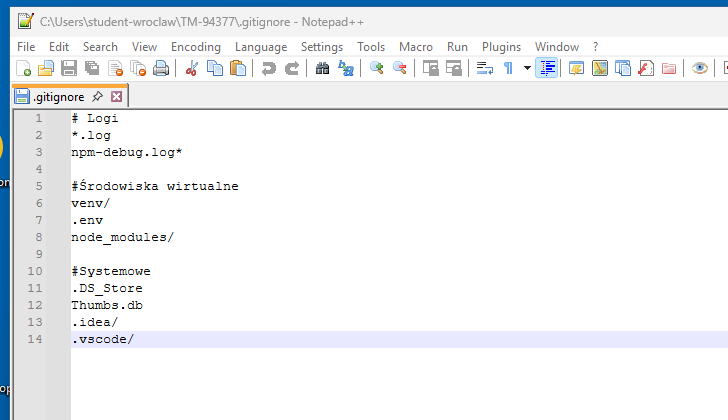 C:\Users\student-wroclaw\TM-94377\.gitignore - Notepad++
File Edit Search View Encoding Language Settings Tools Macro Run Plugins Window ?
.gitignore
1 # Logi
2 *.log
3 npm-debug.log*
4
5 #Środowiska wirtualne
6 venv/
7 .env
8 node_modules/
9
10 #Systemowe
11 .DS_Store
12 Thumbs.db
13 .idea/
14 .vscode/